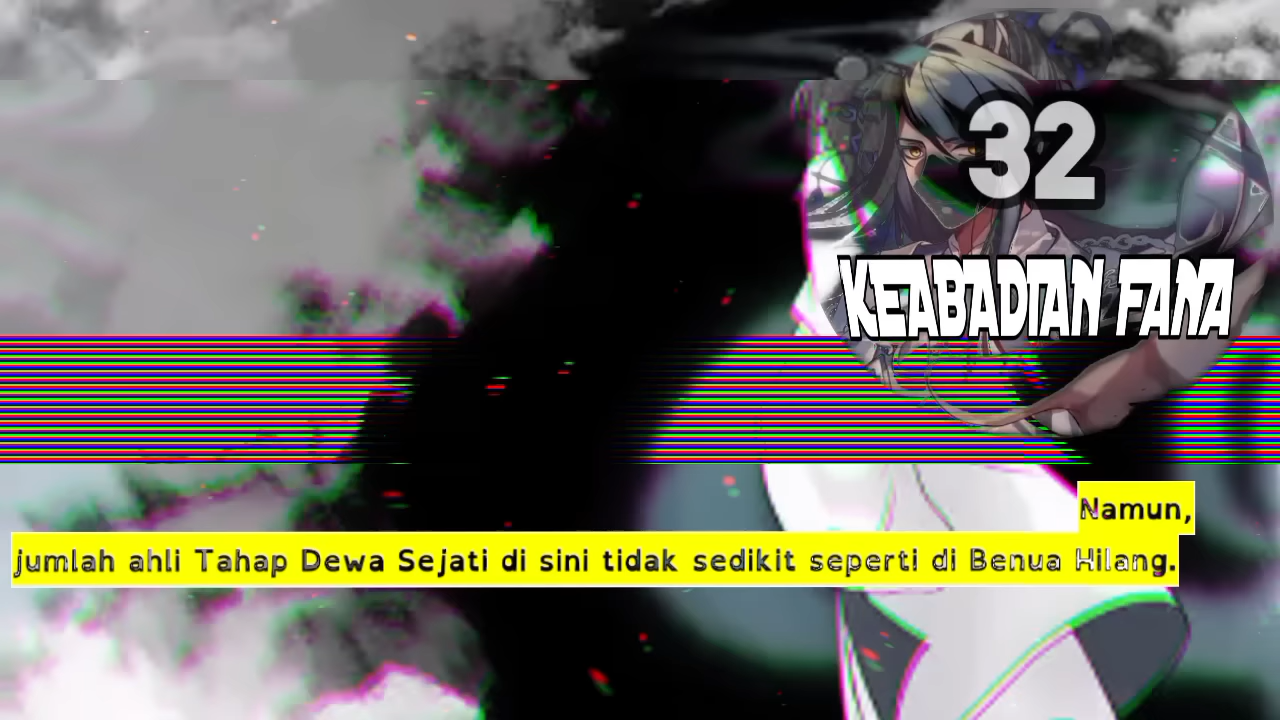 32
KEABADIAN FANA
Namun,
jumlah ahli Tahap Dewa Sejati di sini tidak sedikit seperti di Benua Hilang.